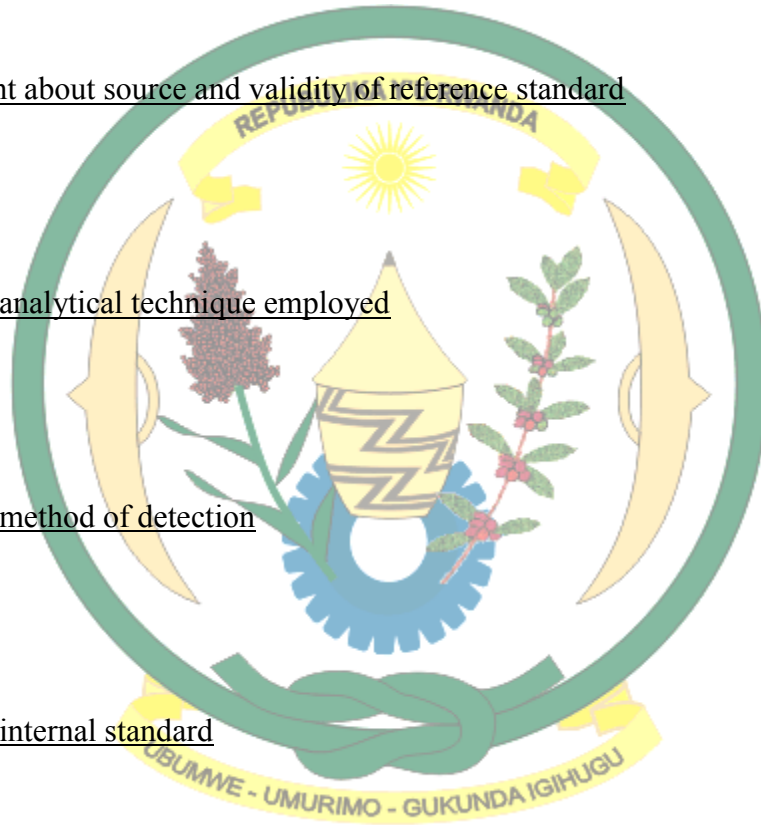 nt about source and validity of reference standard
REPUBULIKA Y'U RWANDA
analytical technique employed
method of detection
internal standard
UBUMWE - UMURIMO - GUKUNDA IGIHUGU